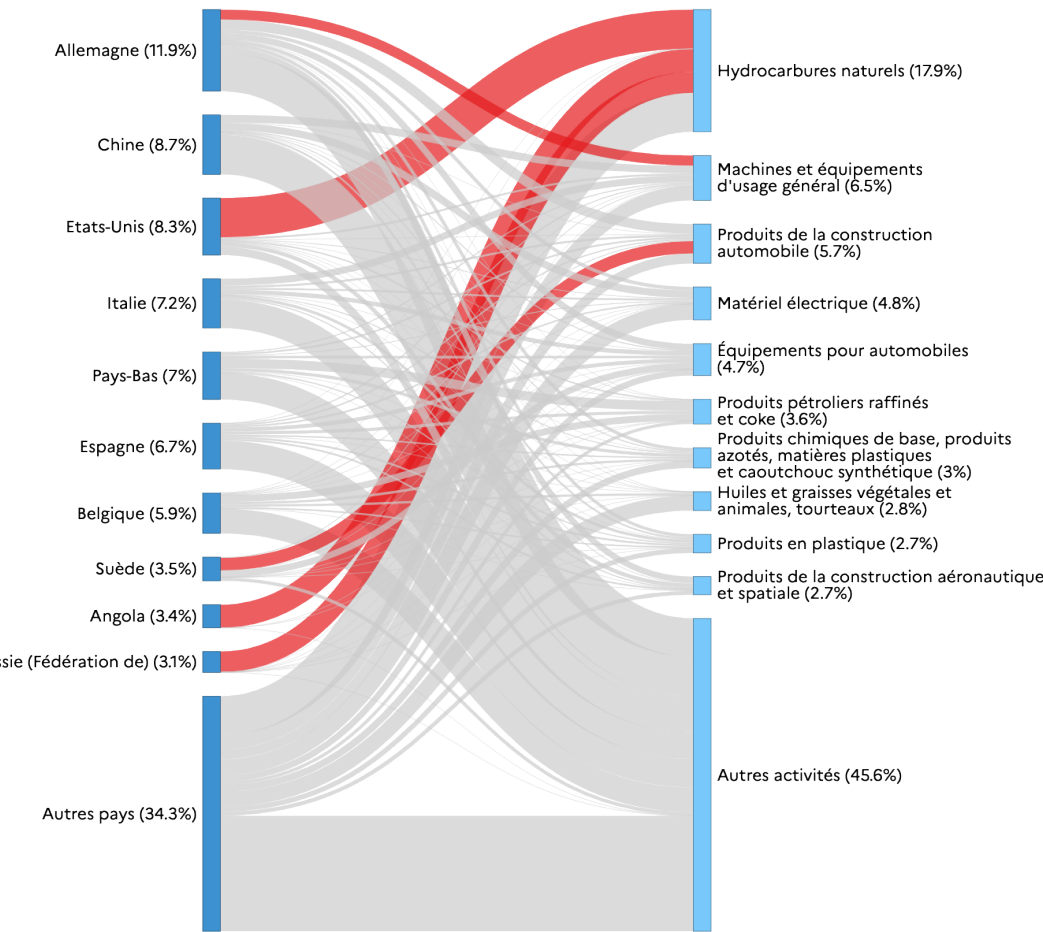 Allemagne (11.9%)
Chine (8.7%)
Etats-Unis (8.3%)
Italie (7.2%)
Pays-Bas (7%)
Espagne (6.7%)
Belgique (5.9%)
Suède (3.5%)
Angola (3.4%)
ssie (Fédération de) (3.1%)
Autres pays (34.3%)
Hydrocarbures naturels (17.9%)
Machines et équipements
d'usage général (6.5%)
Produits de la construction
automobile (5.7%)
Matériel électrique (4.8%)
Équipements pour automobiles
(4.7%)
Produits pétroliers raffinés
et coke (3.6%)
Produits chimiques de base, produits
azotés, matières plastiques
et caoutchouc synthétique (3%)
Huiles et graisses végétales et
animales, tourteaux (2.8%)
Produits en plastique (2.7%)
Produits de la construction aéronautique
et spatiale (2.7%)
Autres activités (45.6%)